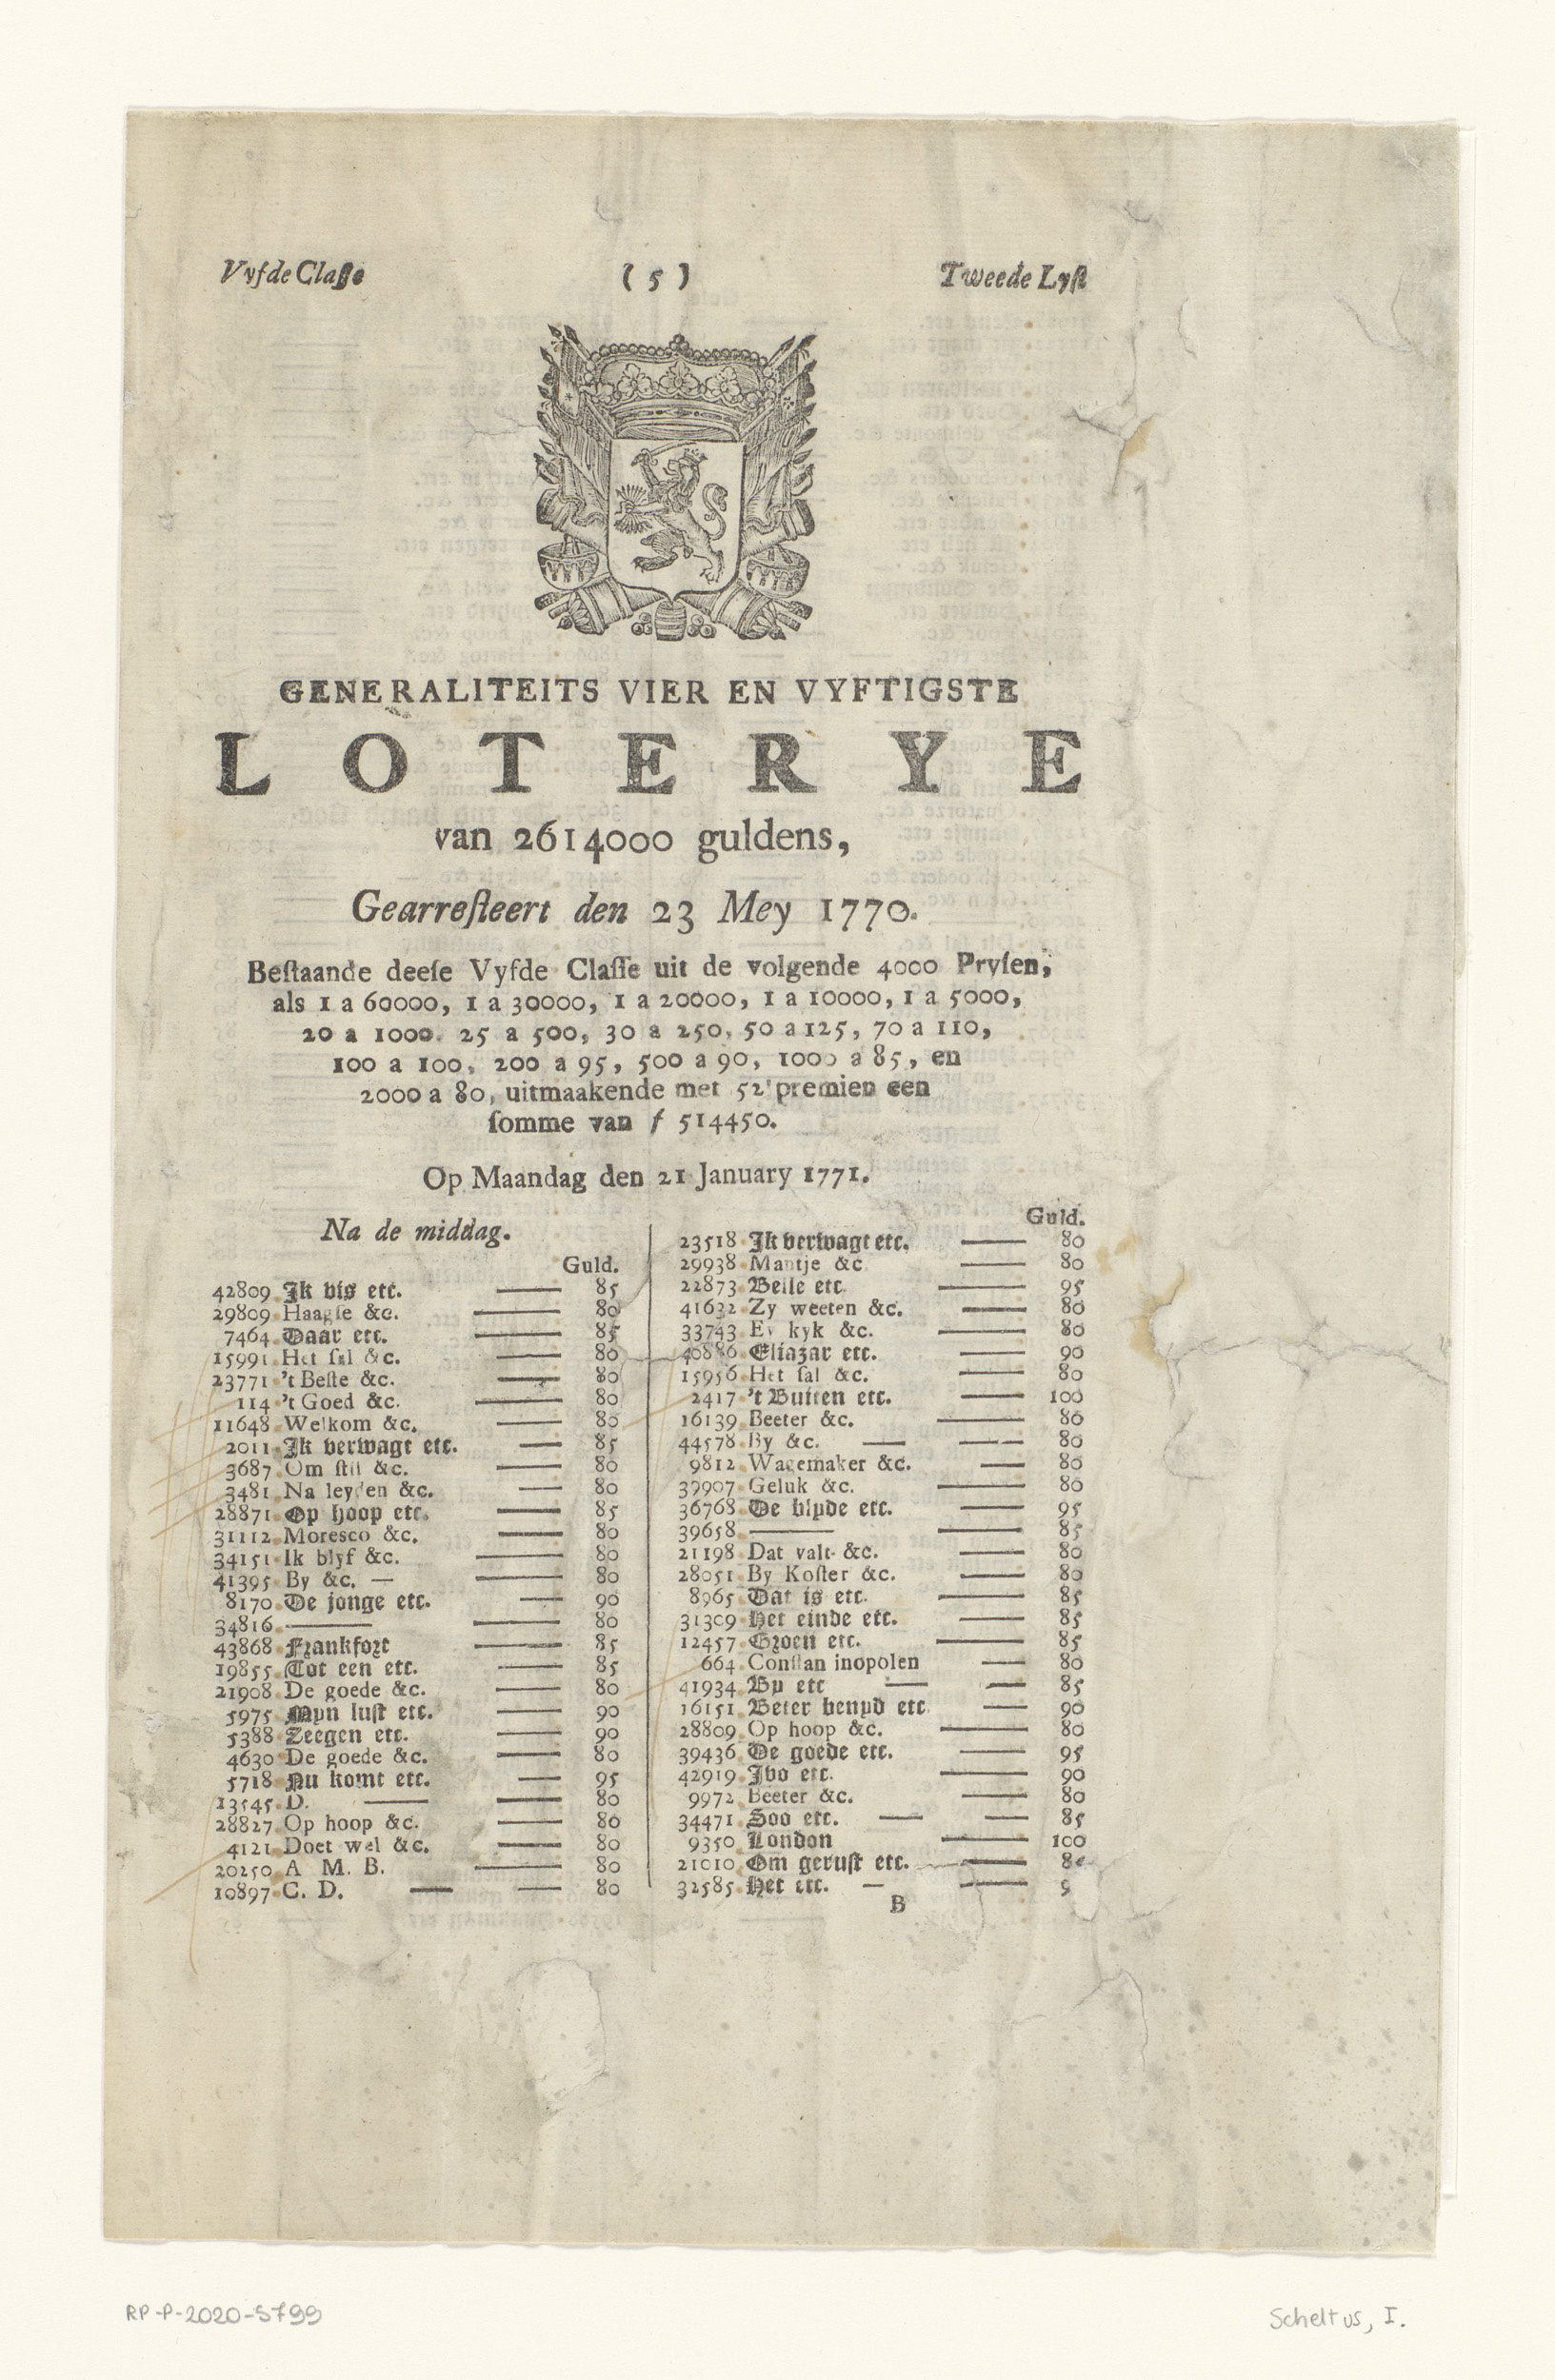 Vyfde Claſſe
( 5 )
Tweede Lyſt
GENERALITEITS VIER EN VYFTIGSTE
LOTERYE
van 2614000 guldens,
Gearreſteert den 23 Mey 1770.
Beſtaande deeſe Vyfde Claſſe uit de volgende 4000 Pryſen,
als 1 a 60000, 1 a 30000, 1 a 20000, 1 a 10000, 1 a 5000,
20 a 1000. 25 a 500, 30 a 250, 50 a 125, 70 a 110,
100 a 100, 200 a 95, 500 a 90, 1000 a 85, en
2000 a 80, uitmaakende met 52 premien een
ſomme van f 514450.
Op Maandag den 21 January 1771.
Na de middag.
Guld.
42809 Ik bis etc. 85
29809 Haagſe &c. 80
7464 Daar etc. 85
15991 Het ſal &c. 80
23771 't Beſte &c. 80
114 't Goed &c. 80
11648 Welkom &c. 80
2011 Ik verwagt etc. 85
3687 Om ſtil &c. 80
3481 Na leyden &c. 80
28871 Op hoop etc. 85
31112 Moresco &c. 80
34151 Ik blyf &c. 80
41395 By &c. — 80
8170 De jonge etc. 90
34816 —— 80
43868 Frankfort 85
19855 Tot een etc. 85
21908 De goede &c. 80
5975 Myn luſt etc. 90
5388 Zeegen etc. 90
4630 De goede &c. 80
5718 Nu komt etc. 95
13545 D. —— 80
28827 Op hoop &c. 80
4121 Doet wel &c. 80
20250 A M. B. 80
10897 C. D. —— 80
Guld.
23518 Ik verwagt etc. 80
29938 Mantje &c 80
22873 Belle etc. 95
41632 Zy weeten &c. 80
33743 Ey kyk &c. 80
40886 Eliazar etc. 90
15956 Het ſal &c. 80
2417 't Buiten etc. 100
16139 Beeter &c. 80
44578 By &c. —— 80
9812 Wagemaker &c. 80
39907 Geluk &c. 80
36768 De blyde etc. 95
39658 —— 85
21198 Dat valt &c. 80
28051 By Koſter &c. 80
8965 Dat is etc. 85
31309 Het einde etc. 85
12457 Groen etc. 85
664 Conſtan inopolen 80
41934 By etc —— 85
16151 Beter benyd etc. 90
28809 Op hoop &c. 80
39436 De goede etc. 95
42919 Ivo etc. 90
9972 Beeter &c. 80
34471 Soo etc. —— 85
9350 London 100
21010 Om geruſt etc.
32585 Het etc. —
B
RP-P-2020-5799
Scheltus, I.